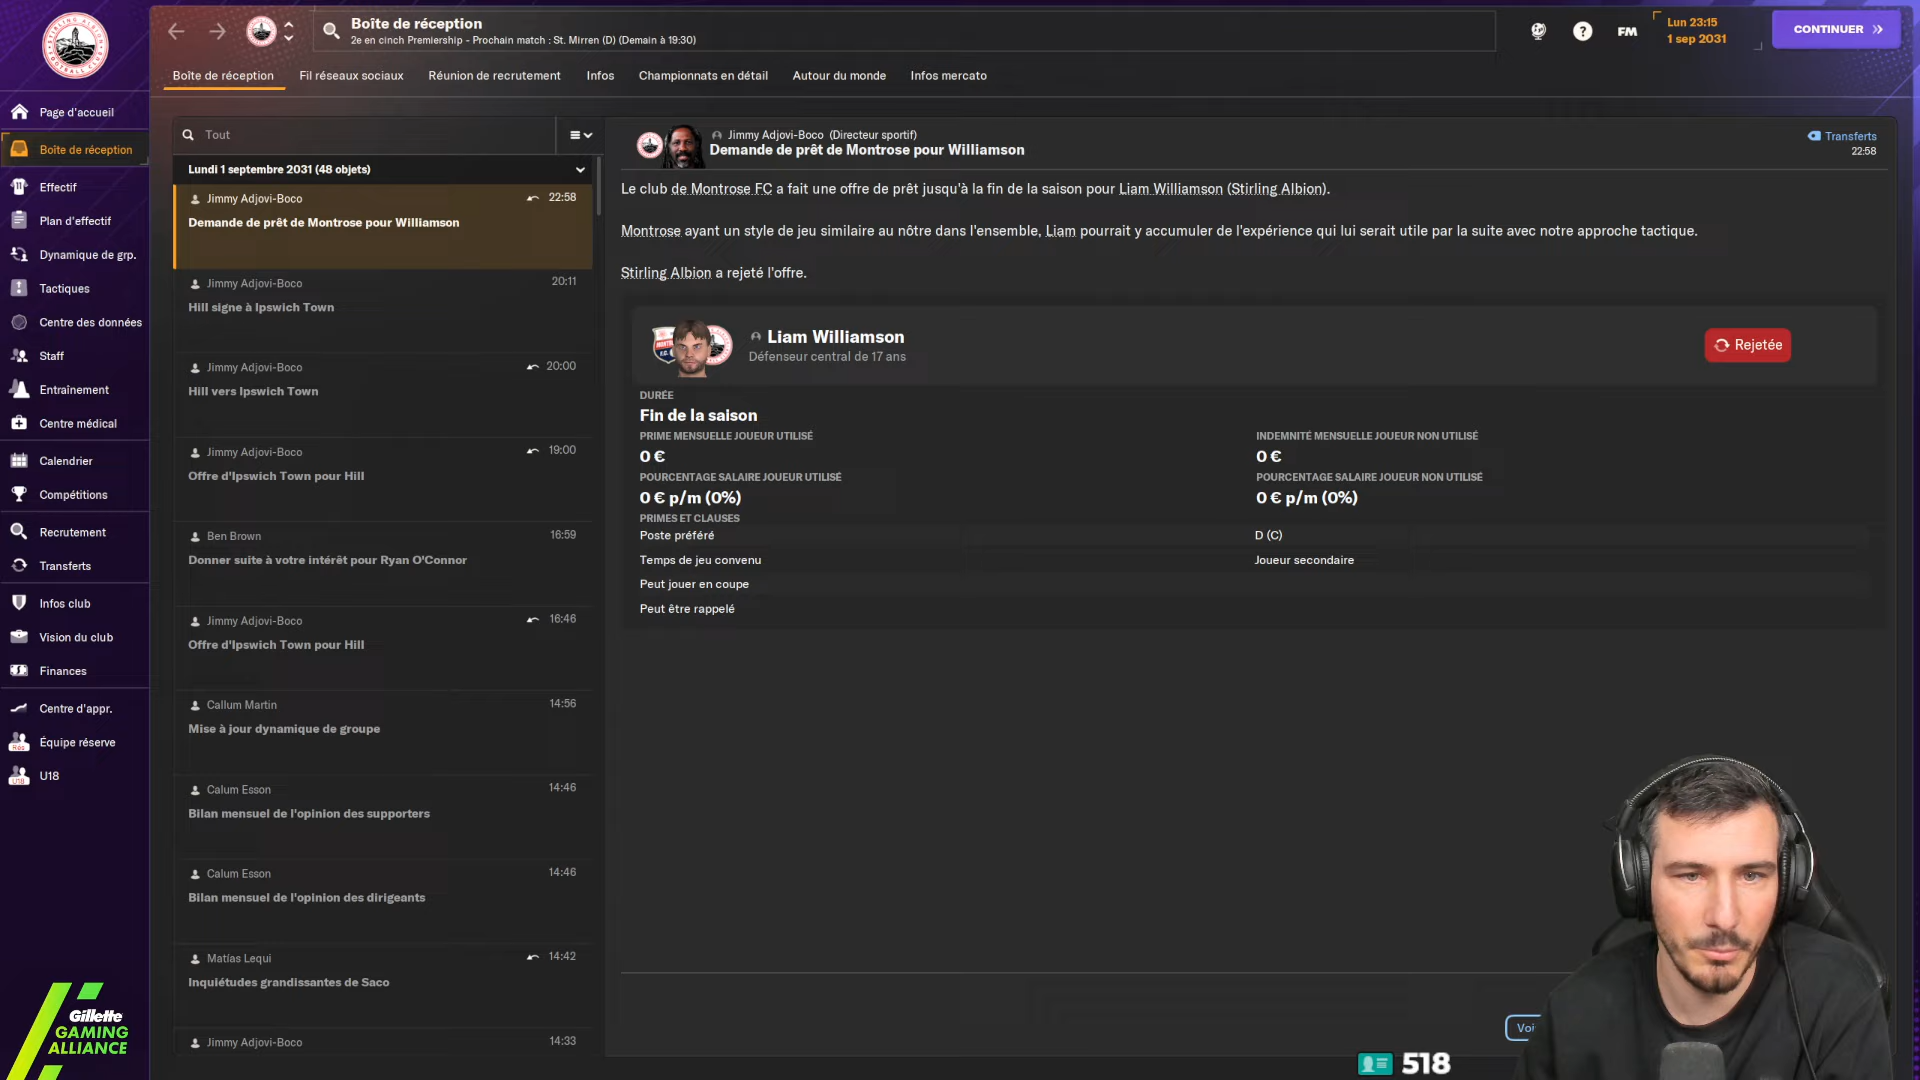 Boîte de réception
2e en cinch Premiership - Prochain match : St. Mirren (D) (Demain à 19:30)
FM
Lun 23:15
1 sep 2031
CONTINUER
Boîte de réception
Fil réseaux sociaux
Réunion de recrutement
Infos
Championnats en détail
Autour du monde
Infos mercato
Page d'accueil
Boîte de réception
Effectif
Plan d'effectif
Dynamique de grp.
Tactiques
Centre des données
Staff
Entraînement
Centre médical
Calendrier
Compétitions
Recrutement
Transferts
Infos club
Vision du club
Finances
Centre d'appr.
Équipe réserve
U18
Gillette
GAMING
ALLIANCE
Tout
Lundi 1 septembre 2031 (48 objets)
Jimmy Adjovi-Boco
22:58
Demande de prêt de Montrose pour Williamson
Jimmy Adjovi-Boco
20:11
Hill signe à Ipswich Town
Jimmy Adjovi-Boco
20:00
Hill vers Ipswich Town
Jimmy Adjovi-Boco
19:00
Offre d'Ipswich Town pour Hill
Ben Brown
16:59
Donner suite à votre intérêt pour Ryan O'Connor
Jimmy Adjovi-Boco
16:46
Offre d'Ipswich Town pour Hill
Callum Martin
14:56
Mise à jour dynamique de groupe
Calum Esson
14:46
Bilan mensuel de l'opinion des supporters
Calum Esson
14:46
Bilan mensuel de l'opinion des dirigeants
Matías Lequi
14:42
Inquiétudes grandissantes de Saco
Jimmy Adjovi-Boco
14:33
Jimmy Adjovi-Boco (Directeur sportif)
Demande de prêt de Montrose pour Williamson
Transferts
22:58
Le club de Montrose FC a fait une offre de prêt jusqu'à la fin de la saison pour Liam Williamson (Stirling Albion).
Montrose ayant un style de jeu similaire au nôtre dans l'ensemble, Liam pourrait y accumuler de l'expérience qui lui serait utile par la suite avec notre approche tactique.
Stirling Albion a rejeté l'offre.
Liam Williamson
Défenseur central de 17 ans
Rejetée
DURÉE
Fin de la saison
PRIME MENSUELLE JOUEUR UTILISÉ
INDEMNITÉ MENSUELLE JOUEUR NON UTILISÉ
0 €
0 €
POURCENTAGE SALAIRE JOUEUR UTILISÉ
POURCENTAGE SALAIRE JOUEUR NON UTILISÉ
0 € p/m (0%)
0 € p/m (0%)
PRIMES ET CLAUSES
Poste préféré
D (C)
Temps de jeu convenu
Joueur secondaire
Peut jouer en coupe
Peut être rappelé
Voi
518